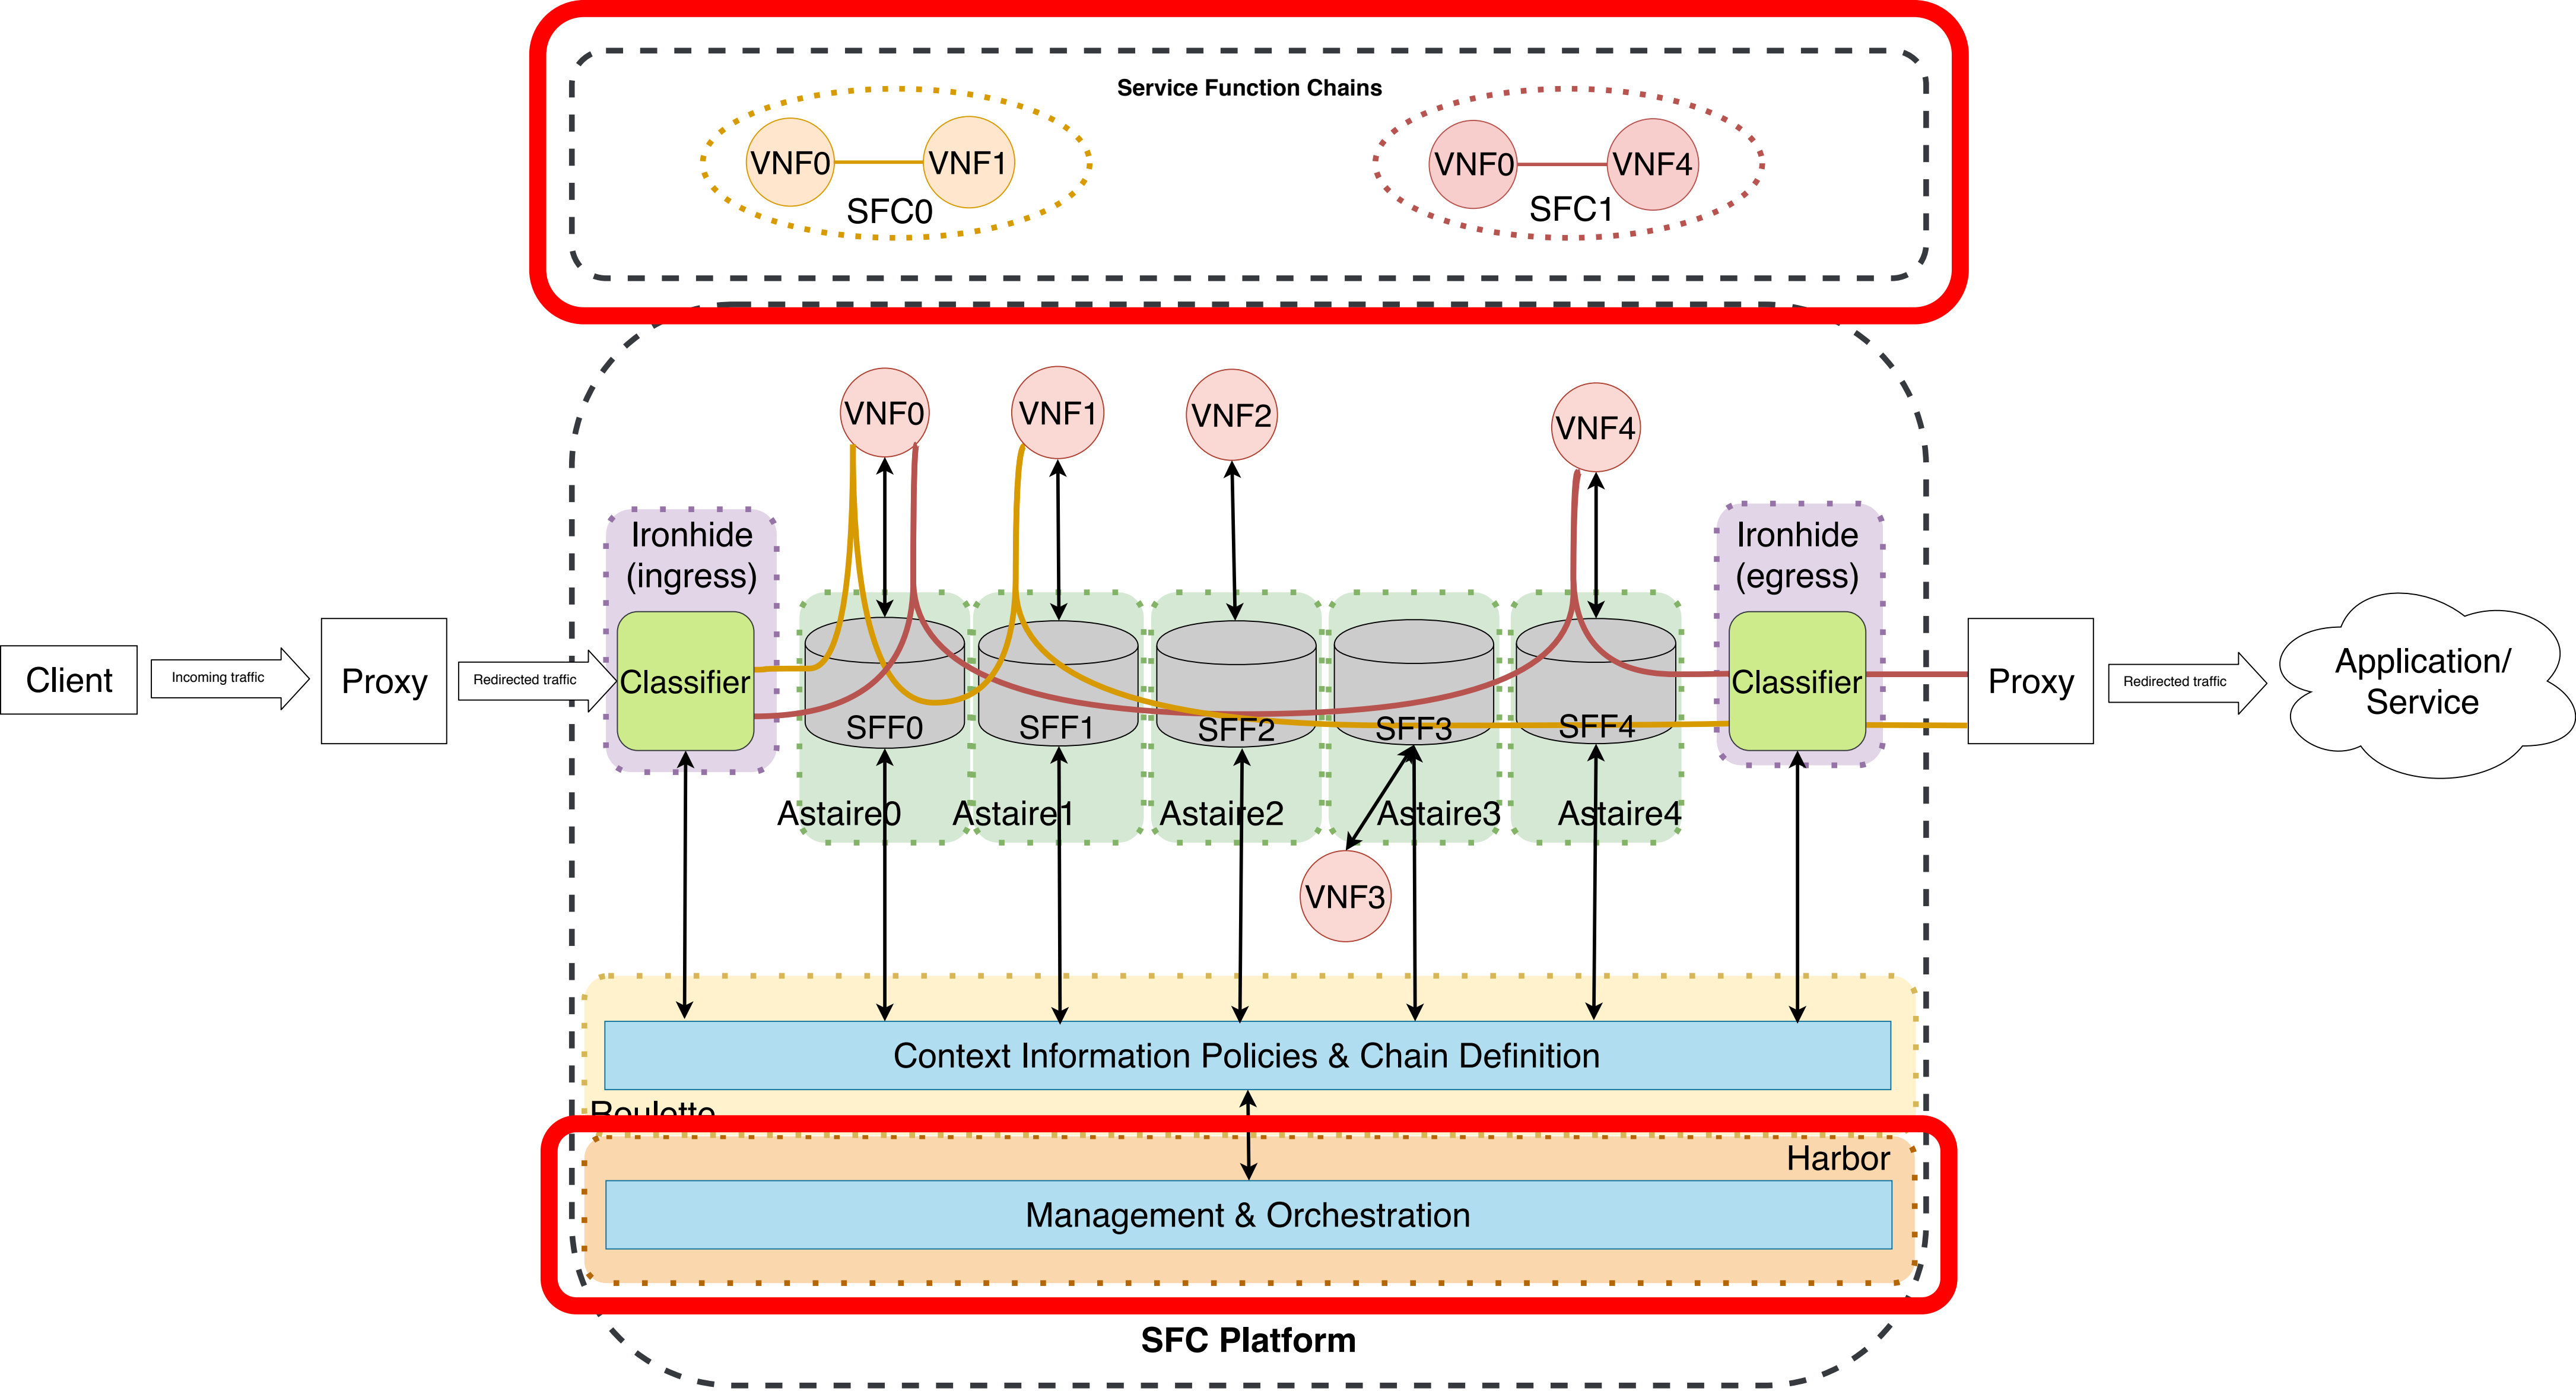 Service Function Chains
VNF0
VNF1
SFC0
VNF0
VNF4
SFC1
VNF0
VNF1
VNF2
VNF4
Ironhide
(ingress)
Ironhide
(egress)
Client
Incoming traffic
Proxy
Redirected traffic
Classifier
SFF0
SFF1
SFF2
SFF3
SFF4
Classifier
Proxy
Redirected traffic
Application/
Service
Astaire0
Astaire1
Astaire2
Astaire3
Astaire4
VNF3
Context Information Policies & Chain Definition
Harbor
Management & Orchestration
SFC Platform